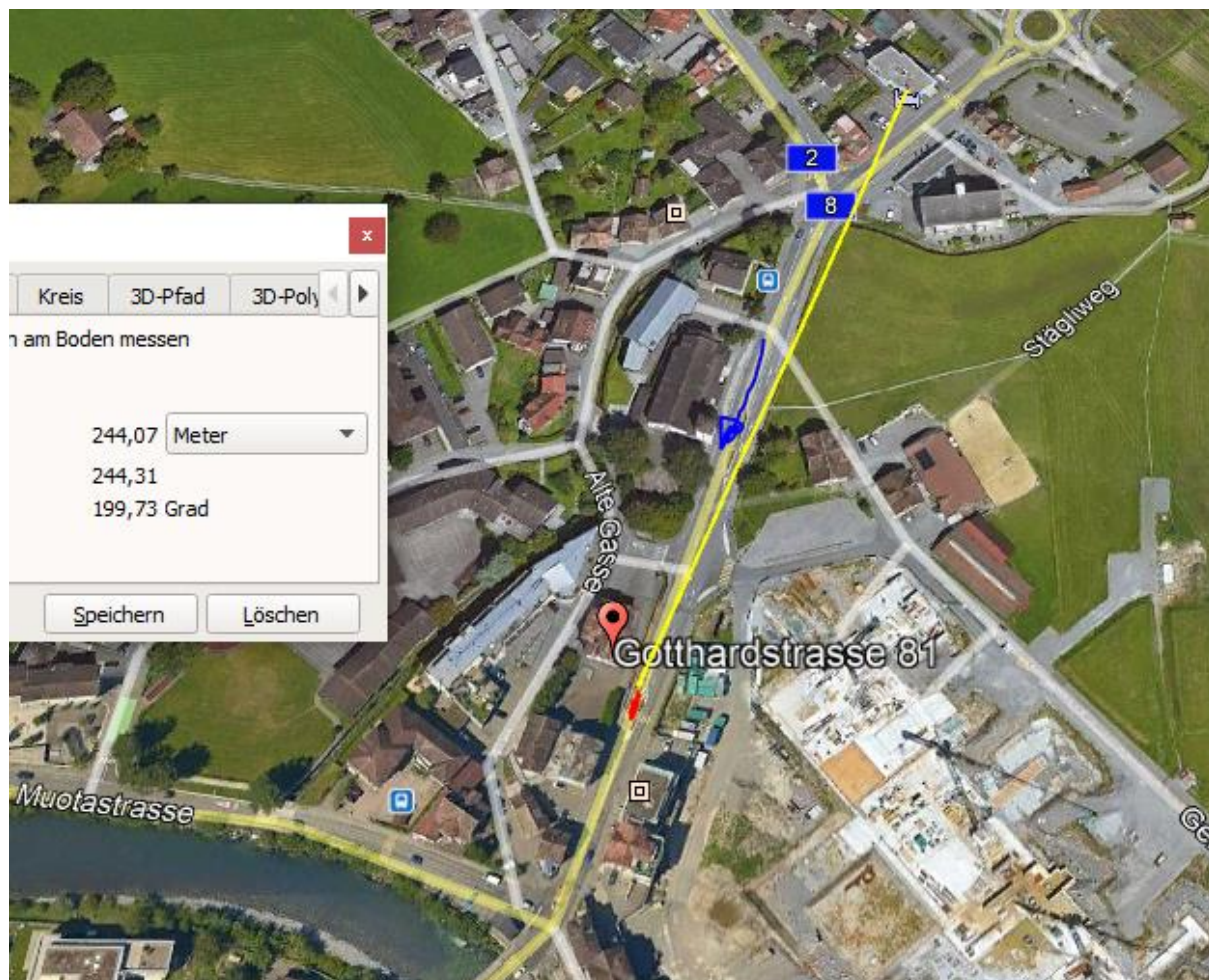 2
8
x
Kreis 3D-Pfad 3D-Poly
n am Boden messen
Stägliweg
244,07 Meter
244,31
199,73 Grad
Alte Gasse
Speichern Löschen
Gotthardstrasse 81
Muotastrasse
Ge